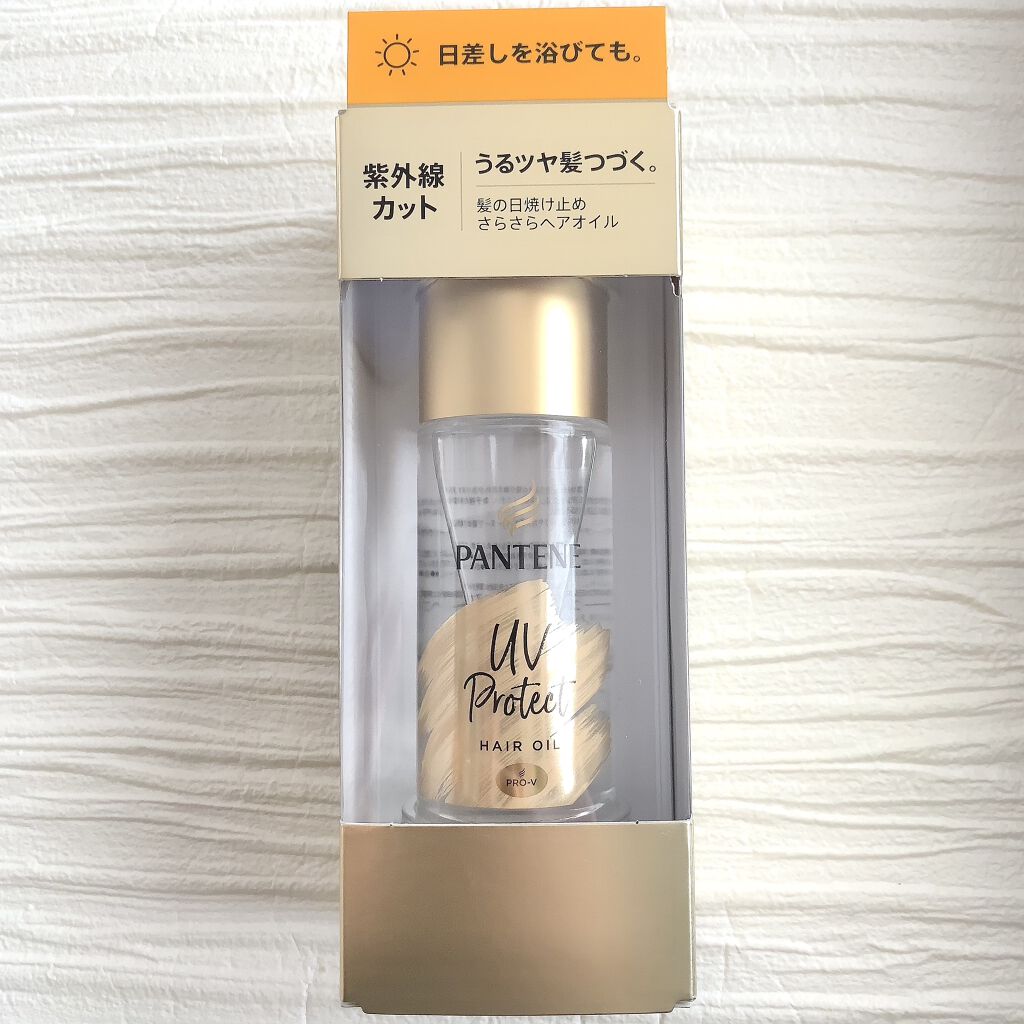 日差しを浴びても。
紫外線
カット
うるツヤ髪つづく。
髪の日焼け止め
さらさらヘアオイル
PANTENE
UV
Protect
HAIR OIL
PRO-V